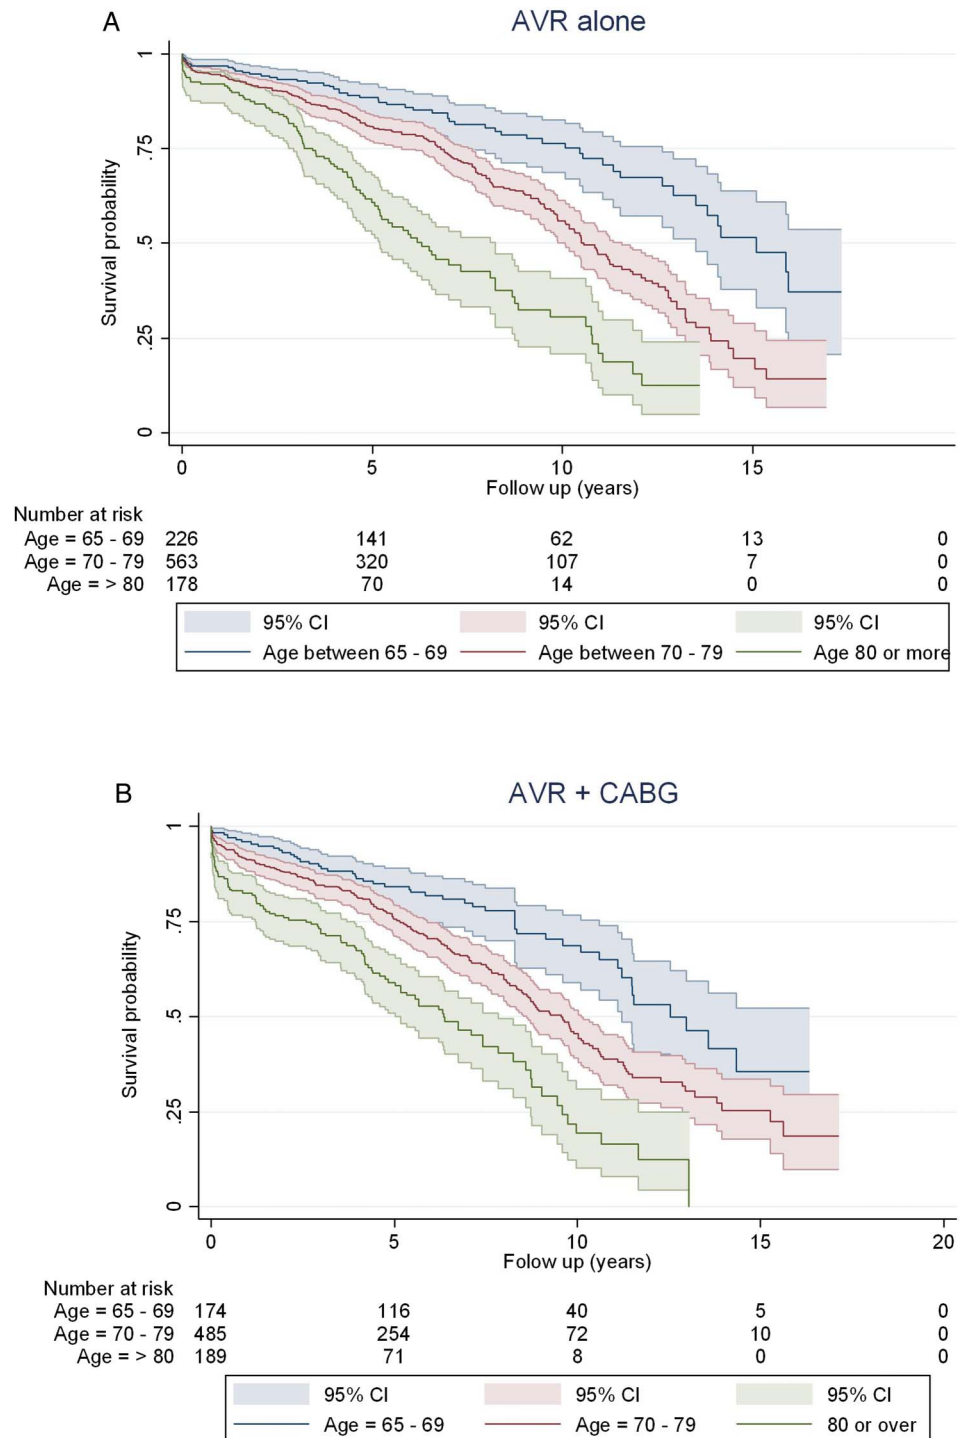 A
AVR alone
Survival probability
1
.75
.5
.25
0
0 5 10 15
Follow up (years)
Number at risk
Age = 65 - 69 226 141 62 13 0
Age = 70 - 79 563 320 107 7 0
Age = > 80 178 70 14 0 0
95% CI 95% CI 95% CI
Age between 65 - 69 Age between 70 - 79 Age 80 or more
B
AVR + CABG
Survival probability
1
.75
.5
.25
0
0 5 10 15 20
Folow up (years)
Number at risk
Age = 65 - 69 174 116 40 5 0
Age = 70 - 79 485 254 72 10 0
Age = > 80 189 71 8 0 0
95% CI 95% CI 95% CI
Age = 65 - 69 Age = 70 - 79 80 or over